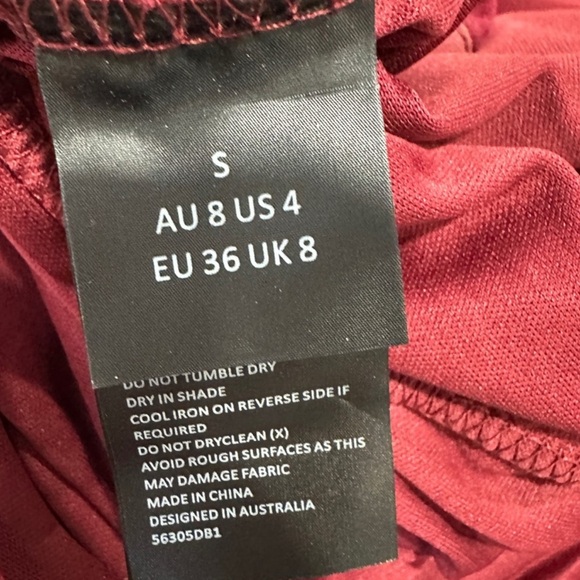 S
AU 8 US 4
EU 36 UK 8
DO NOT TUMBLE DRY
DRY IN SHADE
COOL IRON ON REVERSE SIDE IF
REQUIRED
DO NOT DRYCLEAN (X)
AVOID ROUGH SURFACES AS THIS
MAY DAMAGE FABRIC
MADE IN CHINA
DESIGNED IN AUSTRALIA
56305DB1